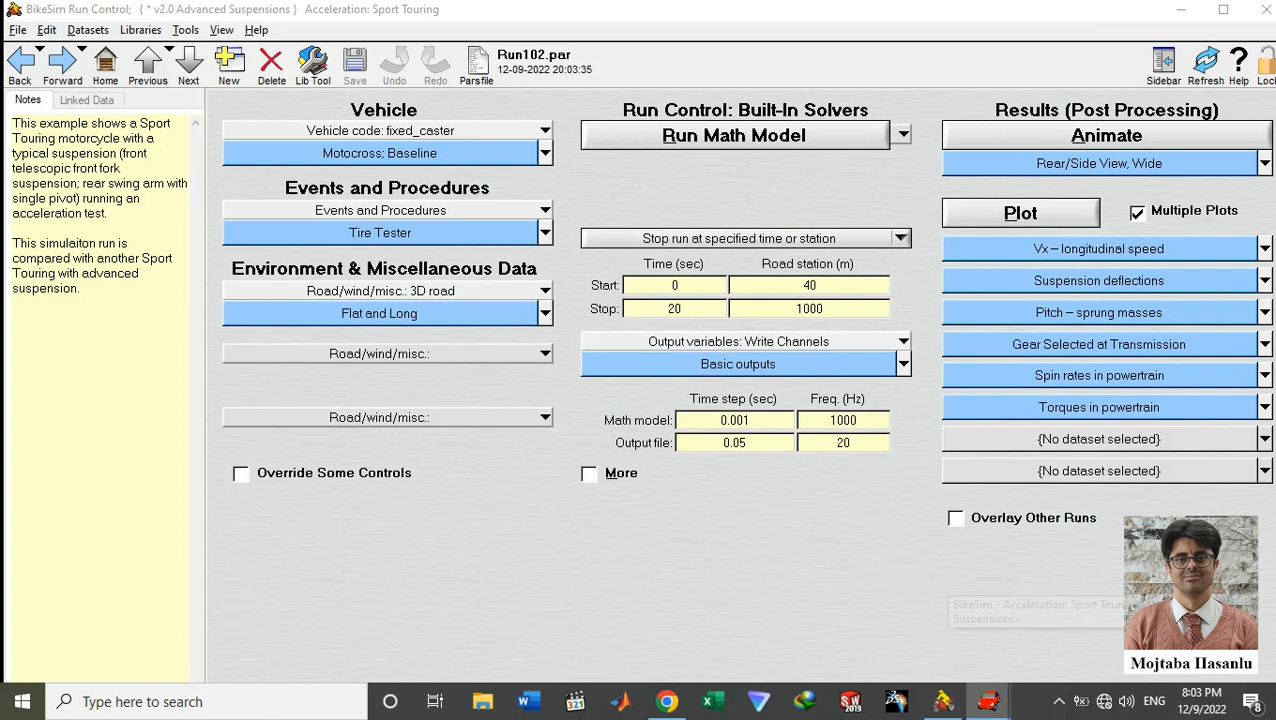 BikeSim Run Control; { * v2.0 Advanced Suspensions } Acceleration: Sport Touring
File Edit Datasets Libraries Tools View Help
Back Forward Home Previous Next New Delete Lib Tool Save Undo Redo Parsfile
Run102.par
12-09-2022 20:03:35
Sidebar Refresh Help Loc
Notes Linked Data
This example shows a Sport
Touring motorcycle with a
typical suspension (front
telescopic front fork
suspension; rear swing arm with
single pivot) running an
acceleration test.
This simulaiton run is
compared with another Sport
Touring with advanced
suspension.
Vehicle
Vehicle code: fixed_caster
Motocross; Baseline
Events and Procedures
Events and Procedures
Tire Tester
Environment & Miscellaneous Data
Road/wind/misc.: 3D road
Flat and Long
Road/wind/misc.:
Road/wind/misc.:
Override Some Controls
Run Control: Built-In Solvers
Run Math Model
Stop run at specified time or station
Time (sec) Road station (m)
Start: 0 40
Stop: 20 1000
Output variables: Write Channels
Basic outputs
Time step (sec) Freq. (Hz)
Math model: 0.001 1000
Output file: 0.05 20
More
Results (Post Processing)
Animate
Rear/Side View, Wide
Plot Multiple Plots
Vx – longitudinal speed
Suspension deflections
Pitch – sprung masses
Gear Selected at Transmission
Spin rates in powertrain
Torques in powertrain
{No dataset selected}
{No dataset selected}
Overlay Other Runs
BikeSim - Acceleration: Sport Tourin
Suspensions>
Mojtaba Hasanlu
Type here to search
321
SW
2019
ENG
8:03 PM
12/9/2022
8